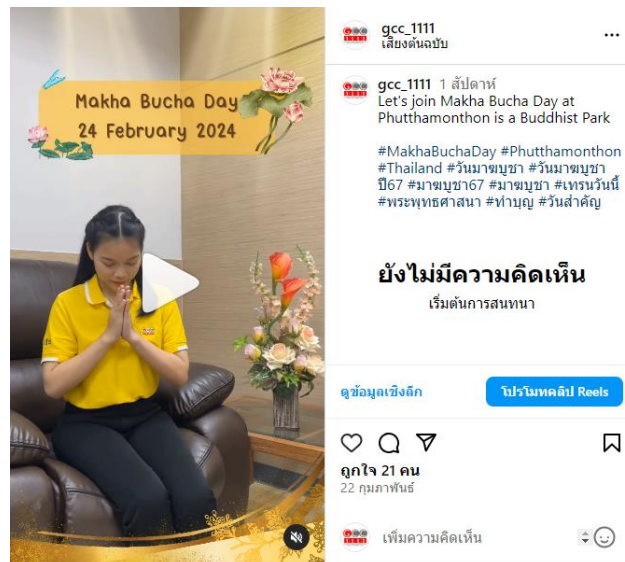 Makha Bucha Day
24 February 2024
gcc_1111
เสียงต้นฉบับ
gcc_1111 1 สัปดาห์
Let's join Makha Bucha Day at
Phutthamonthon is a Buddhist Park
#MakhaBuchaDay #Phutthamonthon
#Thailand #วันมาฆบูชา #วันมาฆบูชา
ปี67 #มาฆบูชา67 #มาฆบูชา #เทรนวันนี้
#พระพุทธศาสนา #ทำบุญ #วันสำคัญ
ยังไม่มีความคิดเห็น
เริ่มต้นการสนทนา
ดูข้อมูลเชิงลึก
โปรโมทคลิป Reels
ถูกใจ 21 คน
22 กุมภาพันธ์
เพิ่มความคิดเห็น